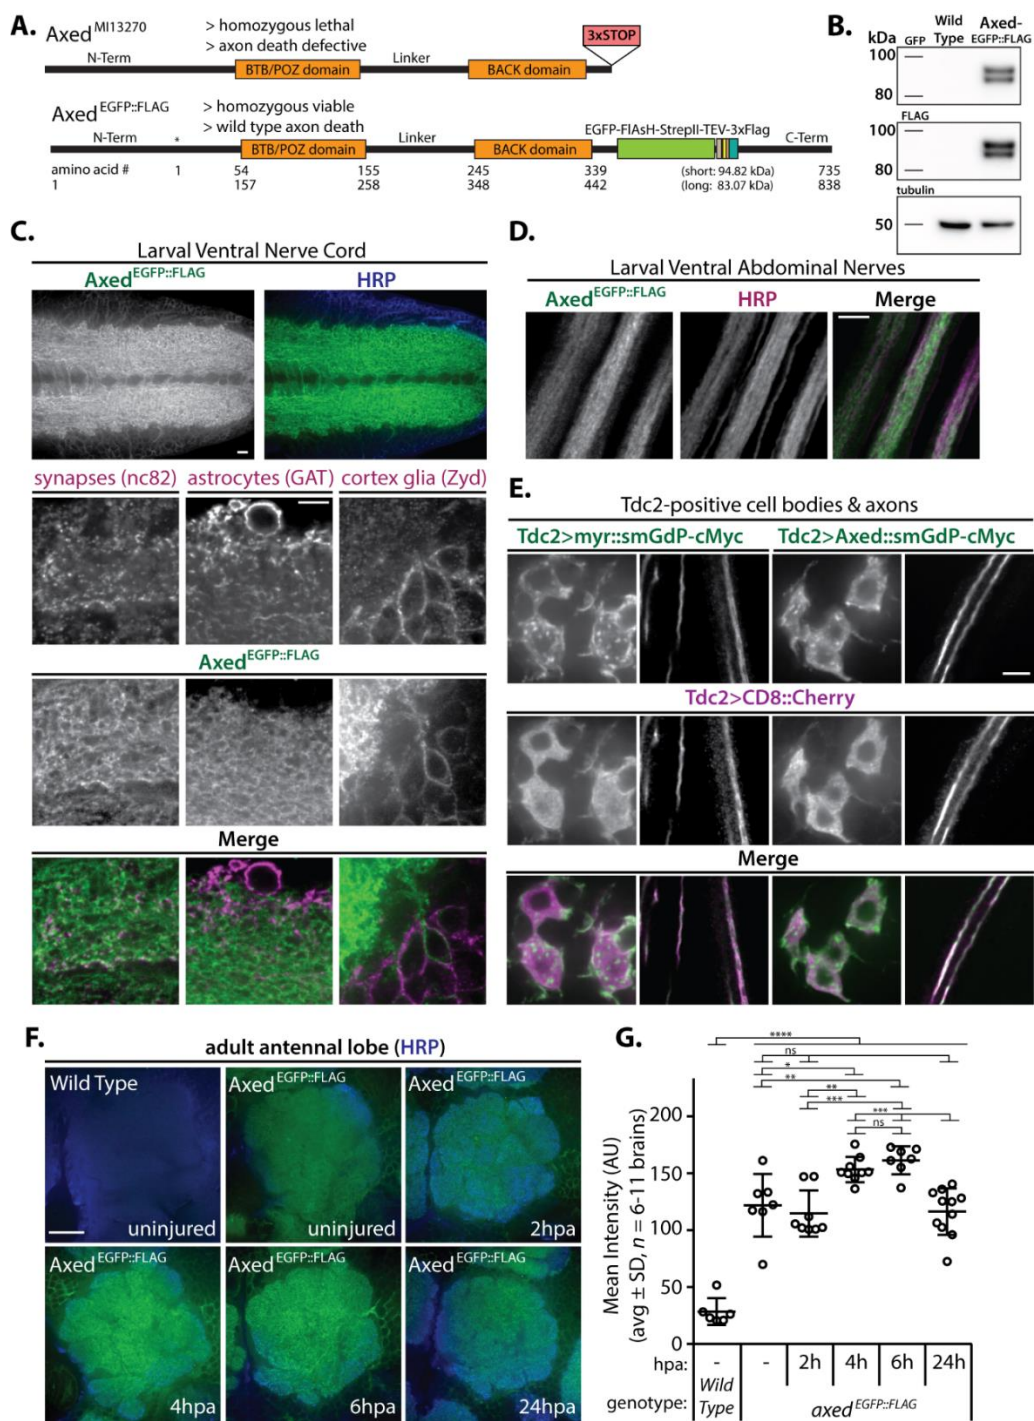 A.
Axed MI13270
> homozygous lethal
> axon death defective
3xSTOP
N-Term
Linker
BTB/POZ domain
BACK domain
Axed EGFP::FLAG
> homozygous viable
> wild type axon death
EGFP-FlAsH-StrepII-TEV-3xFlag
N-Term
*
Linker
C-Term
BTB/POZ domain
BACK domain
amino acid # 1 54 155 245 339 (short: 94.82 kDa) 735
1 157 258 348 442 (long: 83.07 kDa) 838
B.
kDa GFP Wild Type Axed-EGFP::FLAG
100
80
FLAG
100
80
tubulin
50
C.
Larval Ventral Nerve Cord
Axed EGFP::FLAG
HRP
synapses (nc82)
astrocytes (GAT)
cortex glia (Zyd)
Axed EGFP::FLAG
Merge
D.
Larval Ventral Abdominal Nerves
Axed EGFP::FLAG
HRP
Merge
E.
Tdc2-positive cell bodies & axons
Tdc2>myr::smGdP-cMyc
Tdc2>Axed::smGdP-cMyc
Tdc2>CD8::Cherry
Merge
F.
adult antennal lobe (HRP)
Wild Type
uninjured
Axed EGFP::FLAG
uninjured
Axed EGFP::FLAG
2hpa
Axed EGFP::FLAG
4hpa
Axed EGFP::FLAG
6hpa
Axed EGFP::FLAG
24hpa
G.
****
ns
*
**
**
***
***
ns
Mean Intensity (AU)
(avg ± SD, n = 6-11 brains)
200
150
100
50
0
hpa: - - 2h 4h 6h 24h
genotype: Wild Type axed EGFP::FLAG